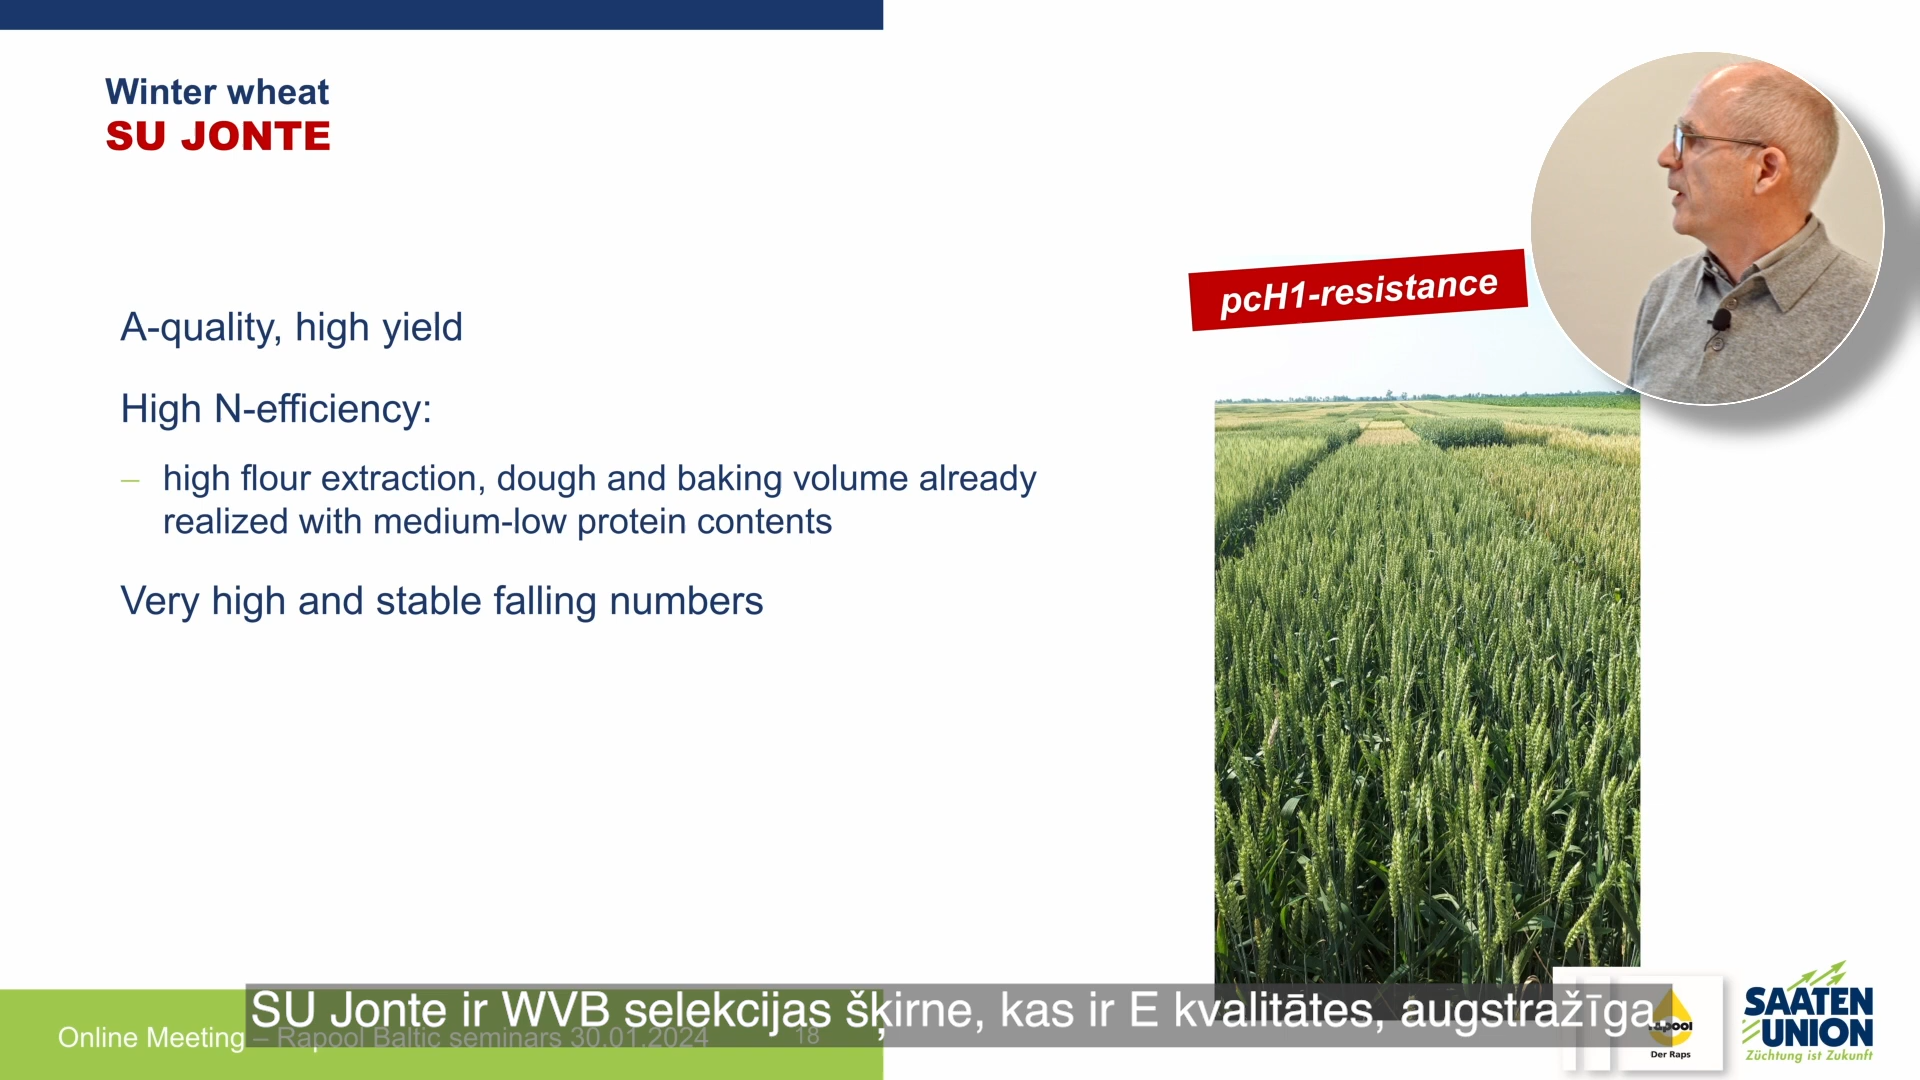 Winter wheat
SU JONTE
pcH1-resistance
A-quality, high yield
High N-efficiency:
– high flour extraction, dough and baking volume already
realized with medium-low protein contents
Very high and stable falling numbers
SU Jonte ir WVB selekcijas šķirne, kas ir E kvalitātes, augstražīga,
Online Meeting – Rapool Baltic seminars 30.01.2024 18
rapool
Der Raps
SAATEN
UNION
Züchtung ist Zukunft